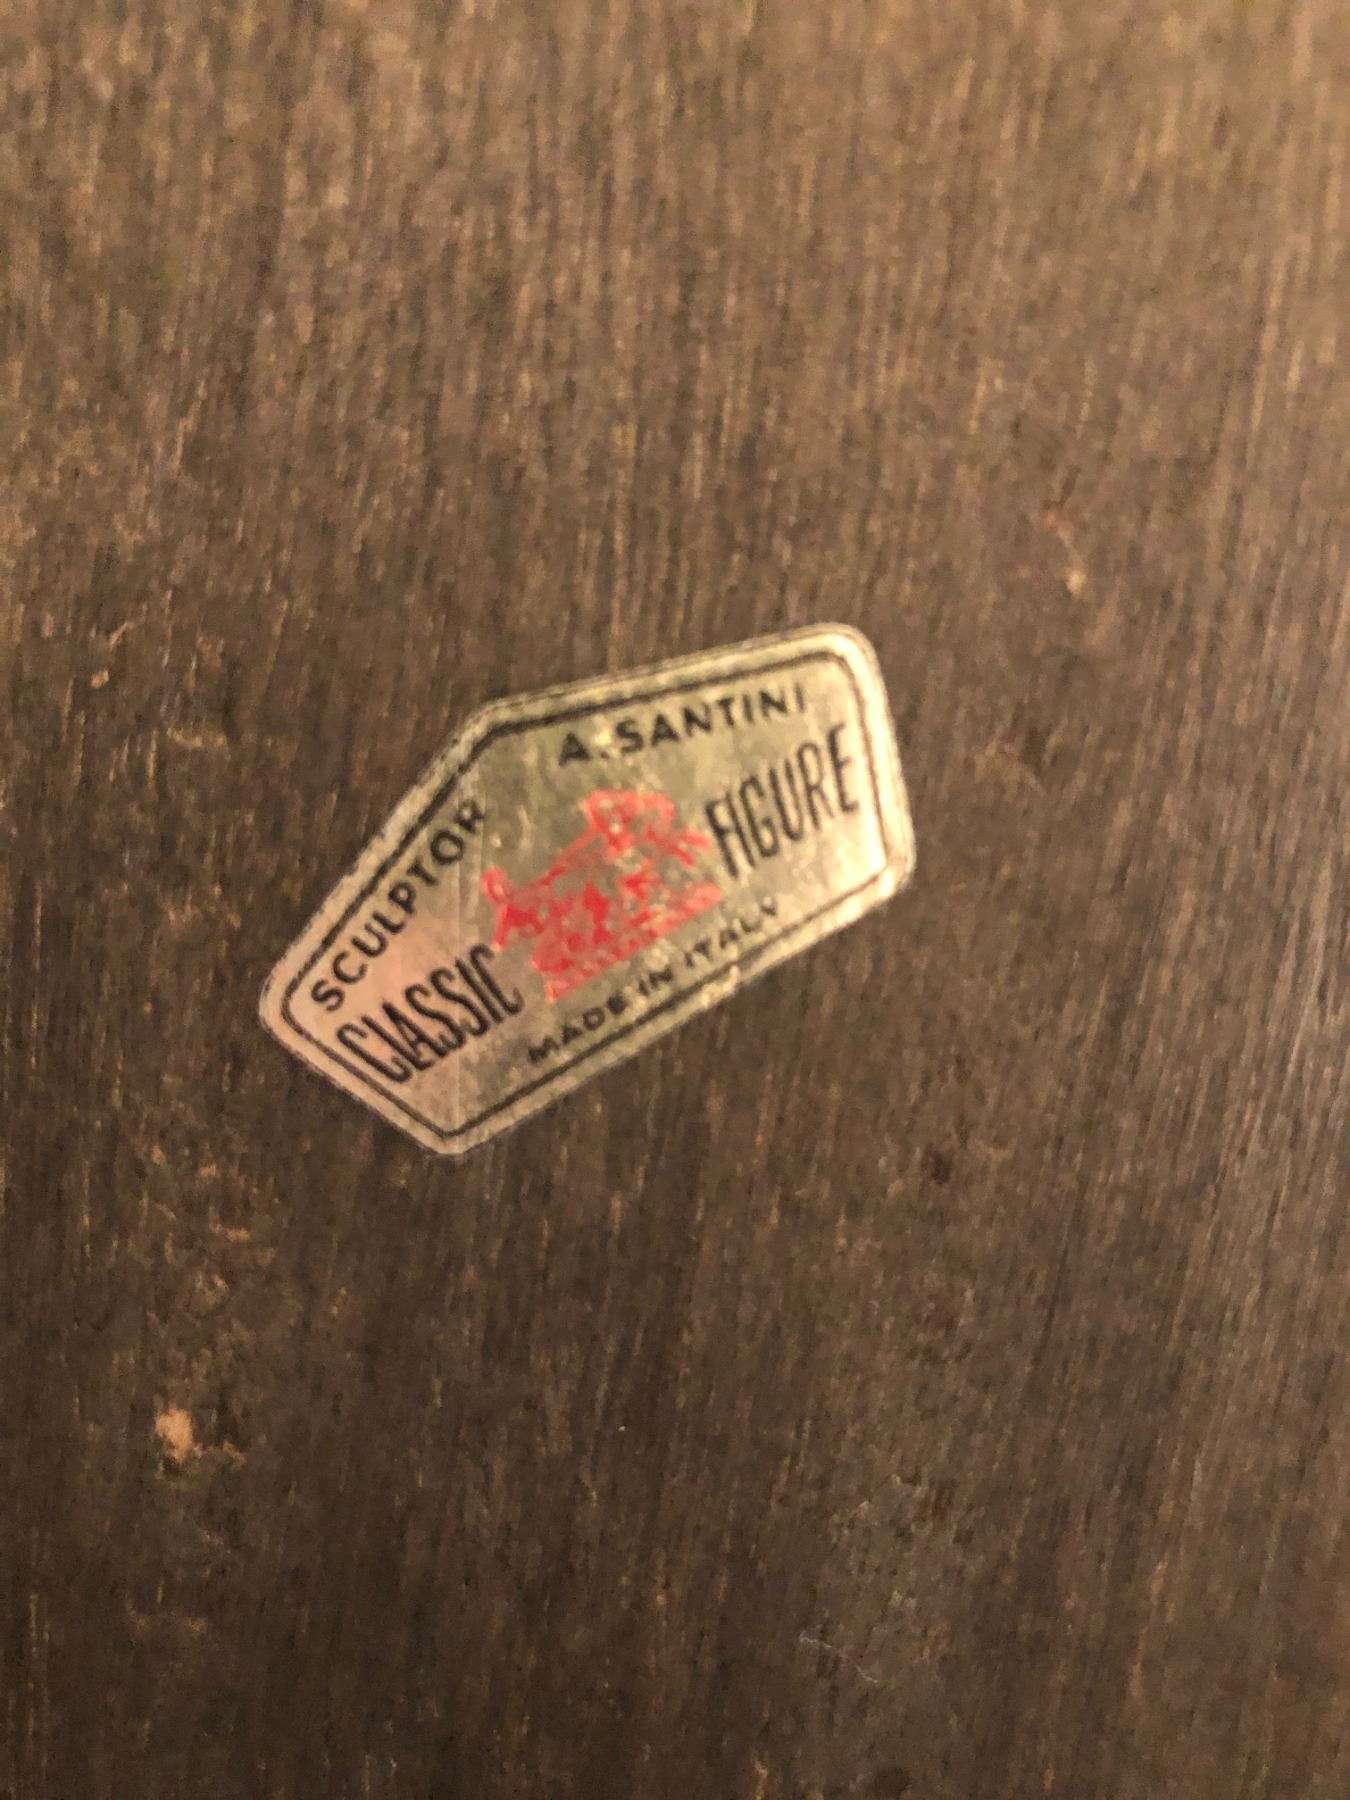 SCULPTOR A. SANTINI
CLASSIC FIGURE
MADE IN ITALY